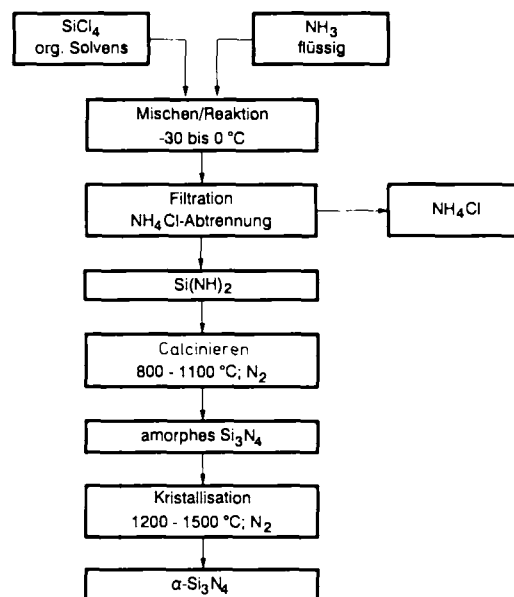 SiCl₄
org. Solvens
NH₃
flüssig
Mischen/Reaktion
-30 bis 0 °C
Filtration
NH₄Cl-Abtrennung
NH₄Cl
Si(NH)₂
Calcinieren
800 - 1100 °C; N₂
amorphes Si₃N₄
Kristallisation
1200 - 1500 °C; N₂
α-Si₃N₄